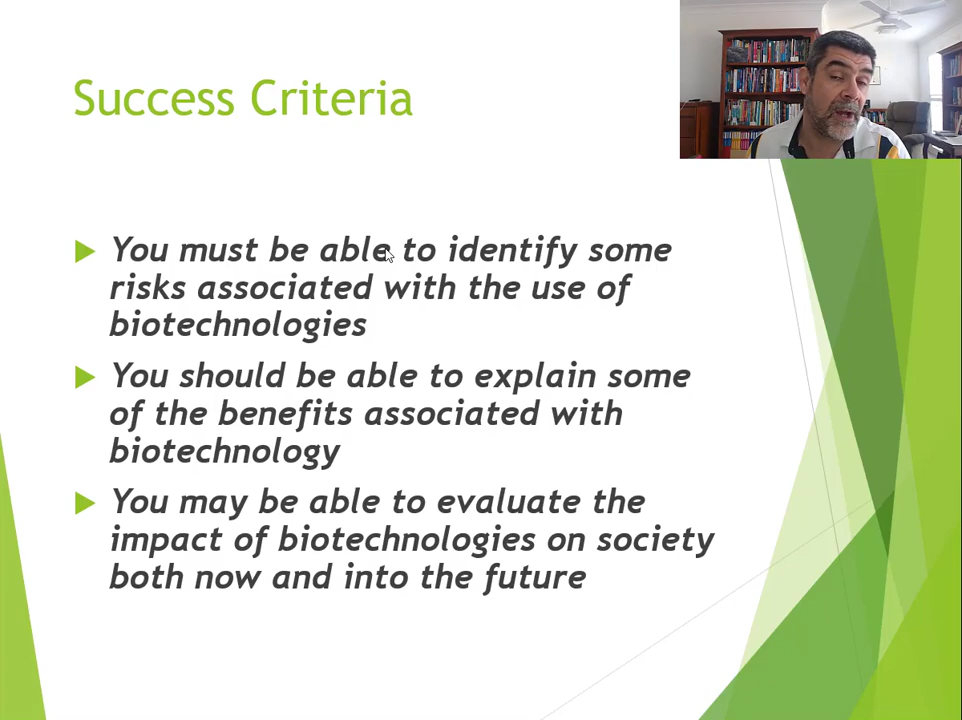 Success Criteria
You must be able to identify some
risks associated with the use of
biotechnologies
You should be able to explain some
of the benefits associated with
biotechnology
You may be able to evaluate the
impact of biotechnologies on society
both now and into the future